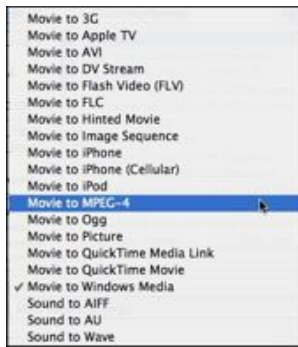 Movie to 3G
Movie to Apple TV
Movie to AVI
Movie to DV Stream
Movie to Flash Video (FLV)
Movie to FLC
Movie to Hinted Movie
Movie to Image Sequence
Movie to iPhone
Movie to iPhone (Cellular)
Movie to iPod
Movie to MPEG-4
Movie to Ogg
Movie to Picture
Movie to QuickTime Media Link
Movie to QuickTime Movie
✓ Movie to Windows Media
Sound to AIFF
Sound to AU
Sound to Wave